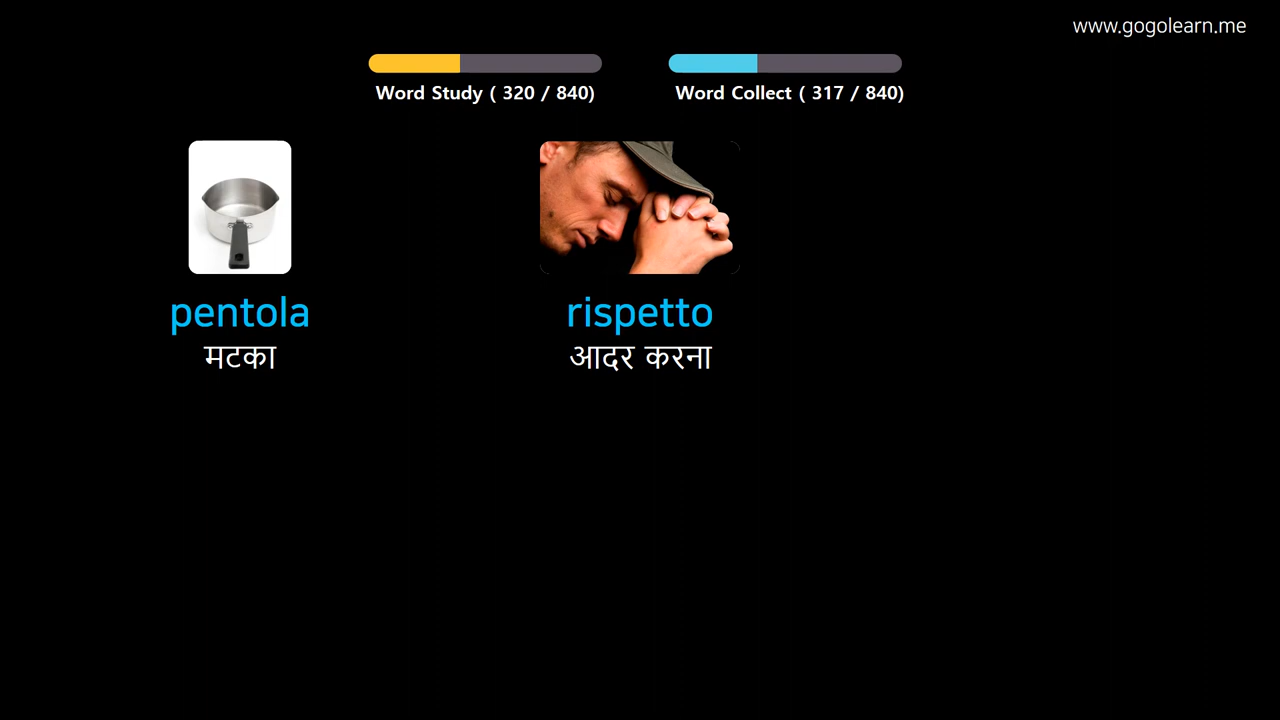 www.gogolearn.me
Word Study ( 320 / 840)
Word Collect ( 317 / 840)
pentola
मटका
rispetto
आदर करना